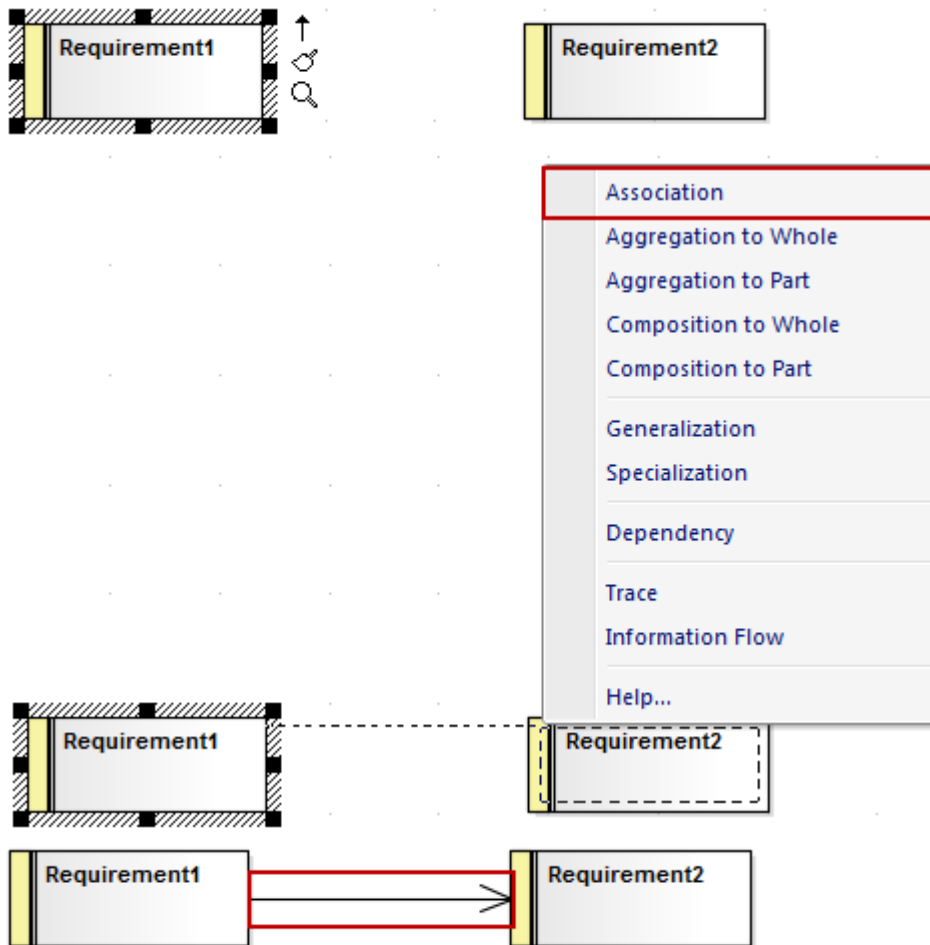 Requirement1
Requirement2
Association
Aggregation to Whole
Aggregation to Part
Composition to Whole
Composition to Part
Generalization
Specialization
Dependency
Trace
Information Flow
Help...
Requirement1
Requirement2
Requirement1
Requirement2